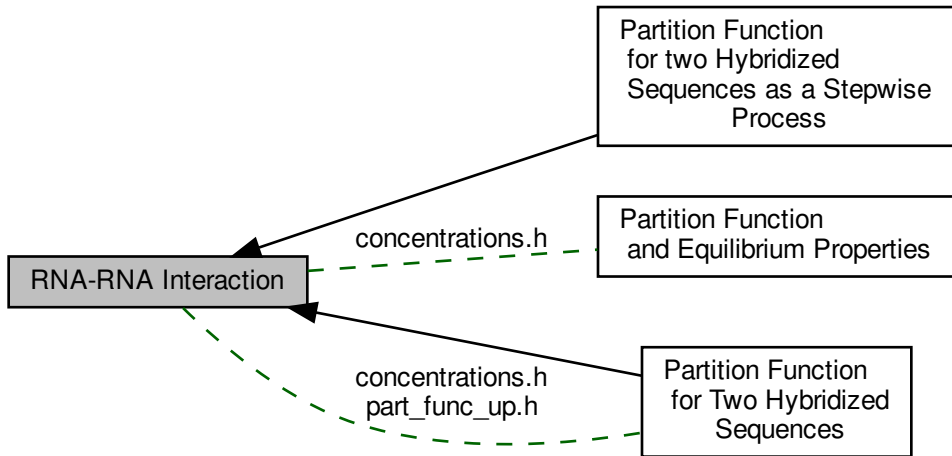 Partition Function
for two Hybridized
Sequences as a Stepwise
Process
concentrations.h
Partition Function
and Equilibrium Properties
RNA-RNA Interaction
concentrations.h
part_func_up.h
Partition Function
for Two Hybridized
Sequences